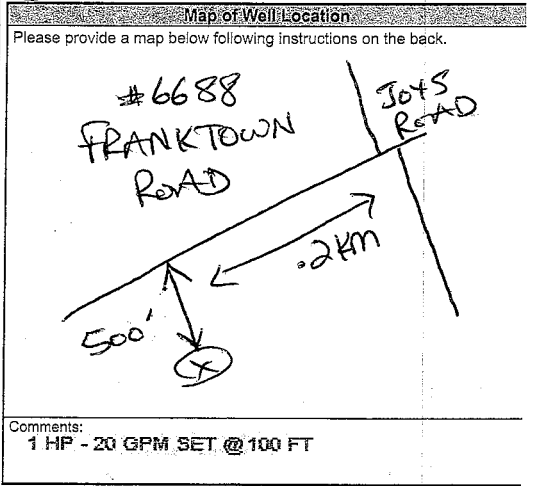 Map of Well Location
Please provide a map below following instructions on the back.
#6688
FRANKTOWN
ROAD
JOYS
ROAD
.2KM
500'
X
Comments:
1 HP - 20 GPM SET @ 100 FT